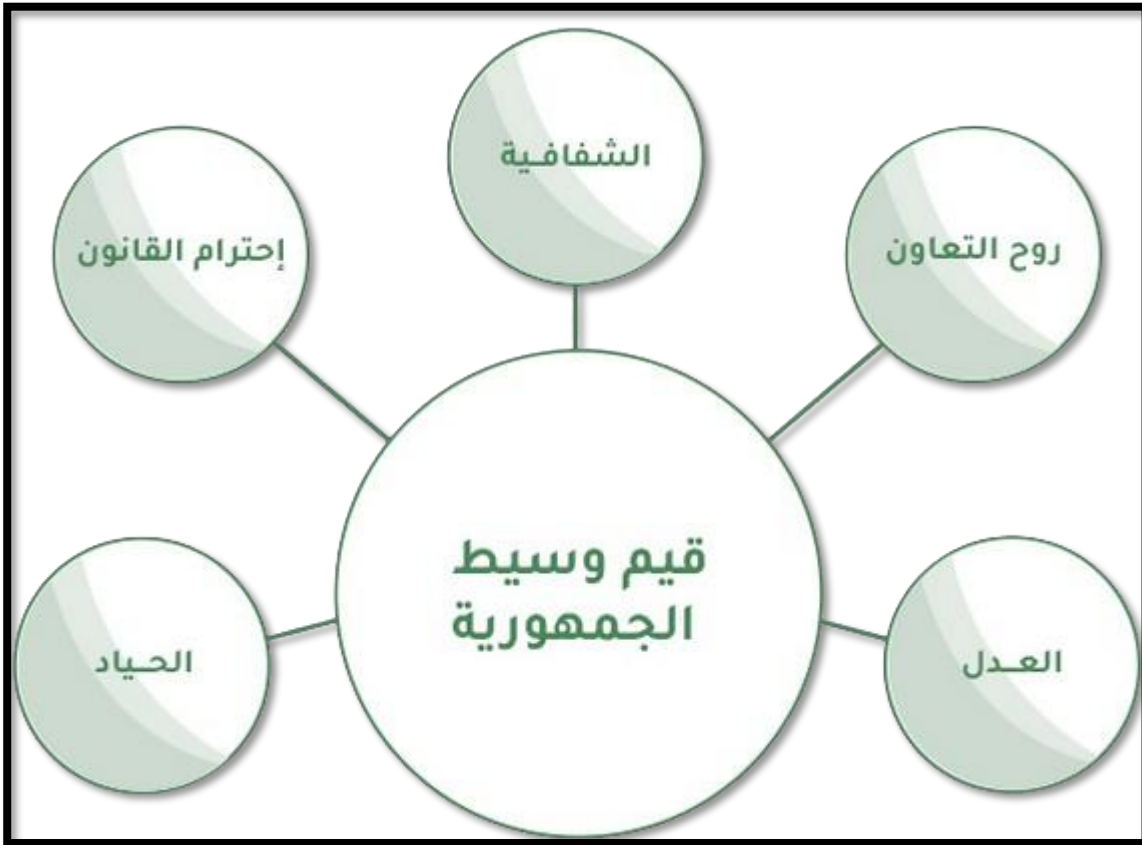 الشفافية
روح التعاون
إحترام القانون
قيم وسيط
الجمهورية
العدل
الحياد